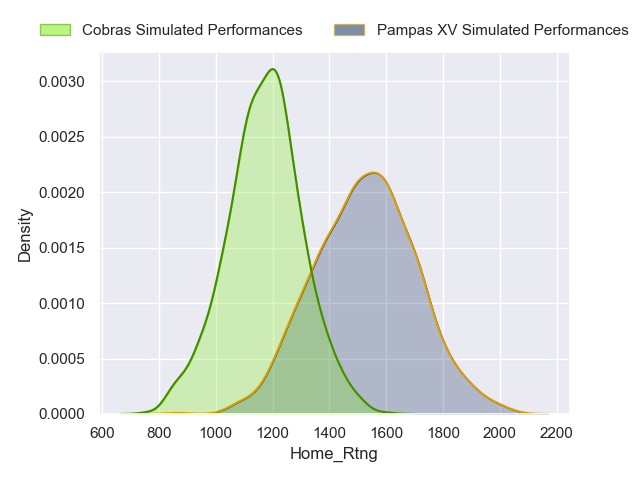 Cobras Simulated Performances Pampas XV Simulated Performances
0.0030
0.0025
0.0020
0.0015
0.0010
0.0005
0.0000
Density
600 800 1000 1200 1400 1600 1800 2000 2200
Home_Rtng